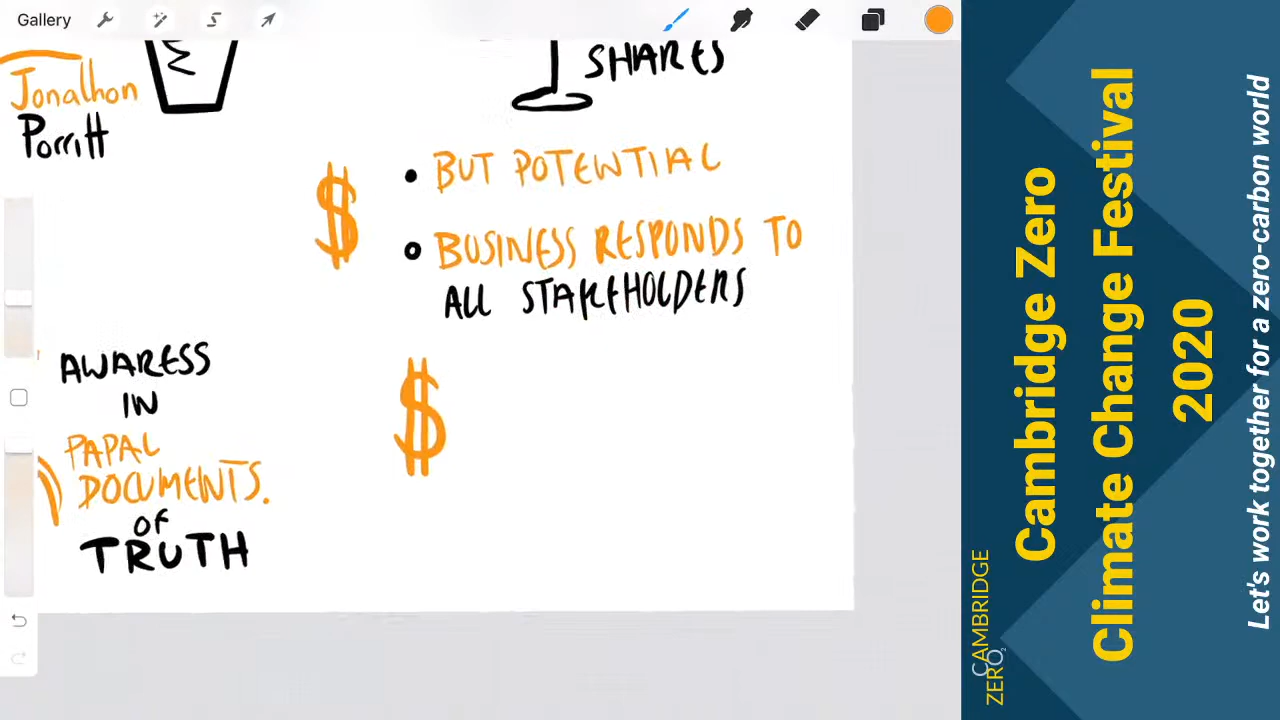 Gallery
SHARES
Jonathon
Porritt
• BUT POTENTIAL
$
• BUSINESS RESPONDS TO
ALL STAKEHOLDERS
AWARESS
IN
PAPAL
DOCUMENTS.
OF
TRUTH
$
CAMBRIDGE
ZERO₂
Cambridge Zero
Climate Change Festival
2020
Let's work together for a zero-carbon world